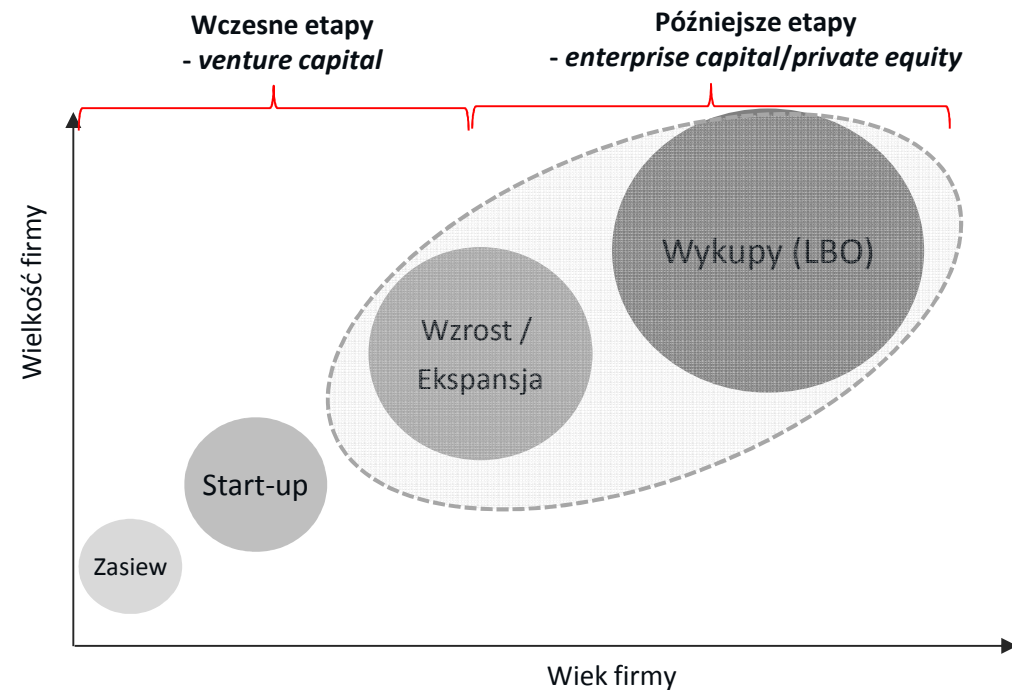 Wczesne etapy
- venture capital
Późniejsze etapy
- enterprise capital/private equity
Wielkość firmy
Wykupy (LBO)
Wzrost /
Ekspansja
Start-up
Zasiew
Wiek firmy